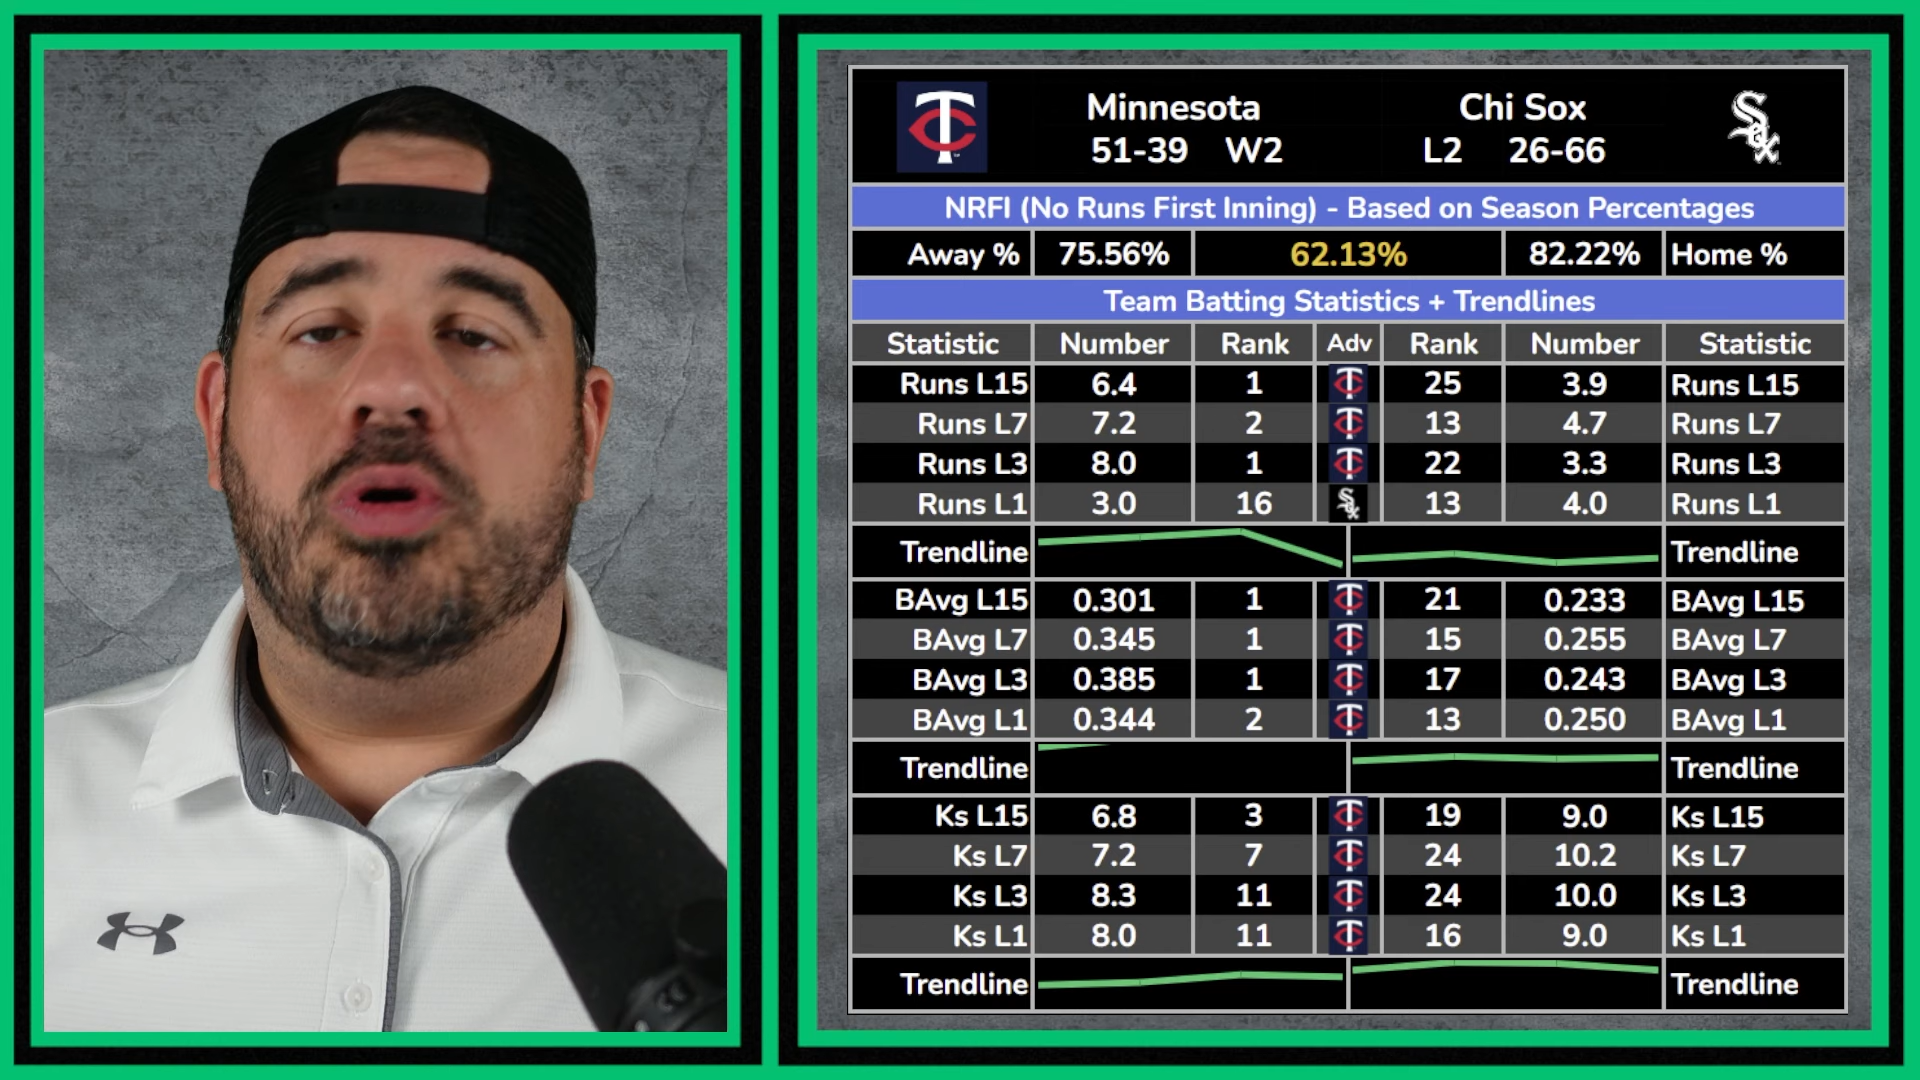 Minnesota Chi Sox
51-39 W2 L2 26-66
NRFI (No Runs First Inning) - Based on Season Percentages
Away % 75.56% 62.13% 82.22% Home %
Team Batting Statistics + Trendlines
Statistic Number Rank Adv Rank Number Statistic
Runs L15 6.4 1 25 3.9 Runs L15
Runs L7 7.2 2 13 4.7 Runs L7
Runs L3 8.0 1 22 3.3 Runs L3
Runs L1 3.0 16 13 4.0 Runs L1
Trendline Trendline
BAvg L15 0.301 1 21 0.233 BAvg L15
BAvg L7 0.345 1 15 0.255 BAvg L7
BAvg L3 0.385 1 17 0.243 BAvg L3
BAvg L1 0.344 2 13 0.250 BAvg L1
Trendline Trendline
Ks L15 6.8 3 19 9.0 Ks L15
Ks L7 7.2 7 24 10.2 Ks L7
Ks L3 8.3 11 24 10.0 Ks L3
Ks L1 8.0 11 16 9.0 Ks L1
Trendline Trendline